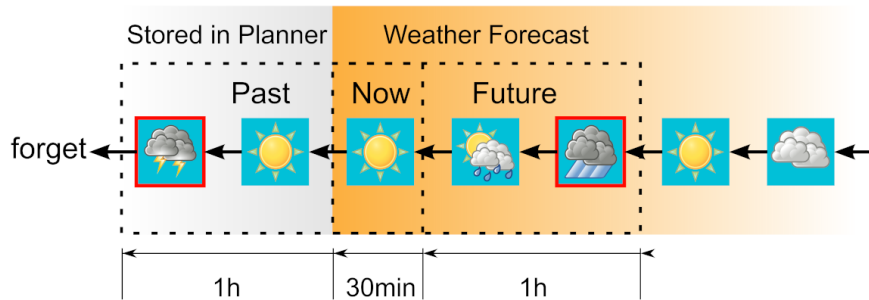 Stored in Planner Weather Forecast
Past Now Future
forget
1h 30min 1h